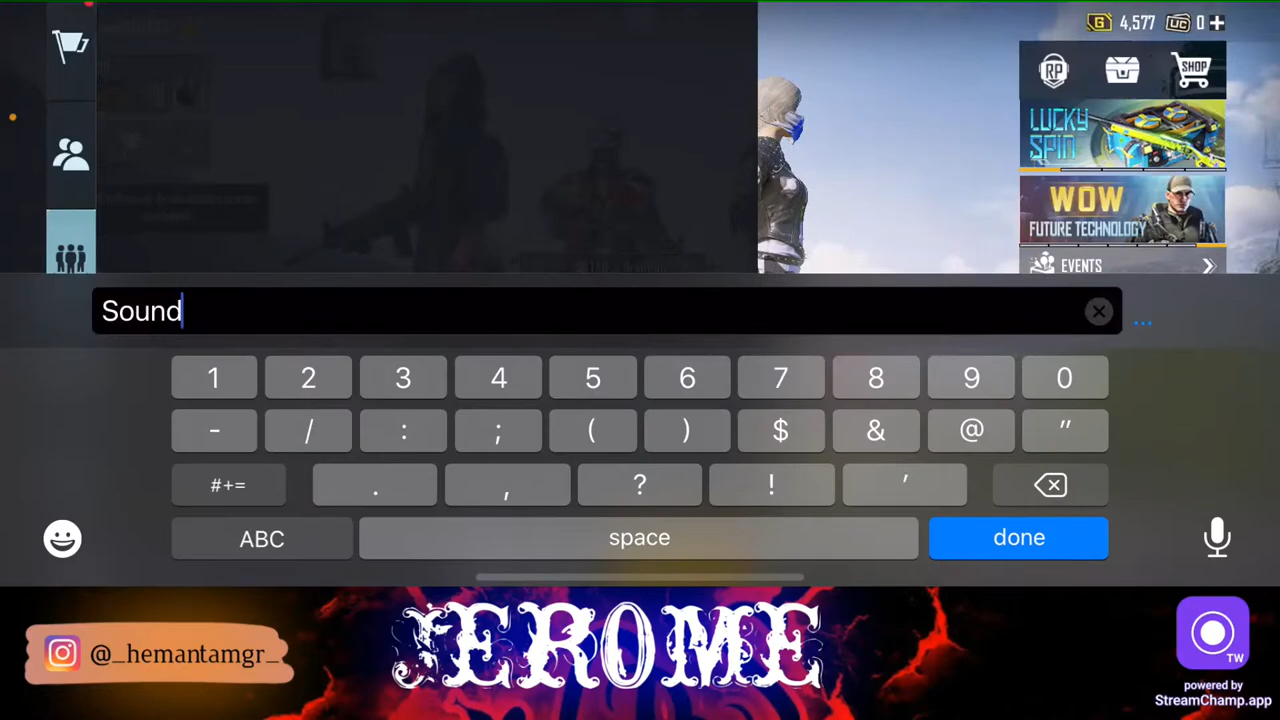 G 4,577 UC 0 +
RP SHOP
LUCKY
SPIN
WOW
FUTURE TECHNOLOGY
EVENTS
Sound
...
1 2 3 4 5 6 7 8 9 0
- / : ; ( ) $ & @ "
#+= . , ? ! '
ABC space done
@_hemantamgr_
JEROME
TW
powered by
StreamChamp.app